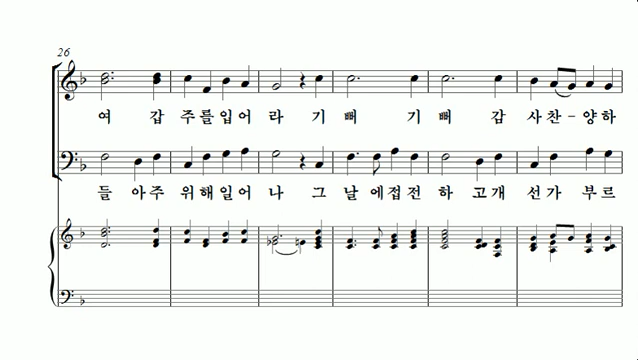 26
여 갑 주를입어 라 기 뻐 기 뻐 감 사찬-양하
들 아주 위해일어 나 그 날 에접전 하 고개 선가 부르